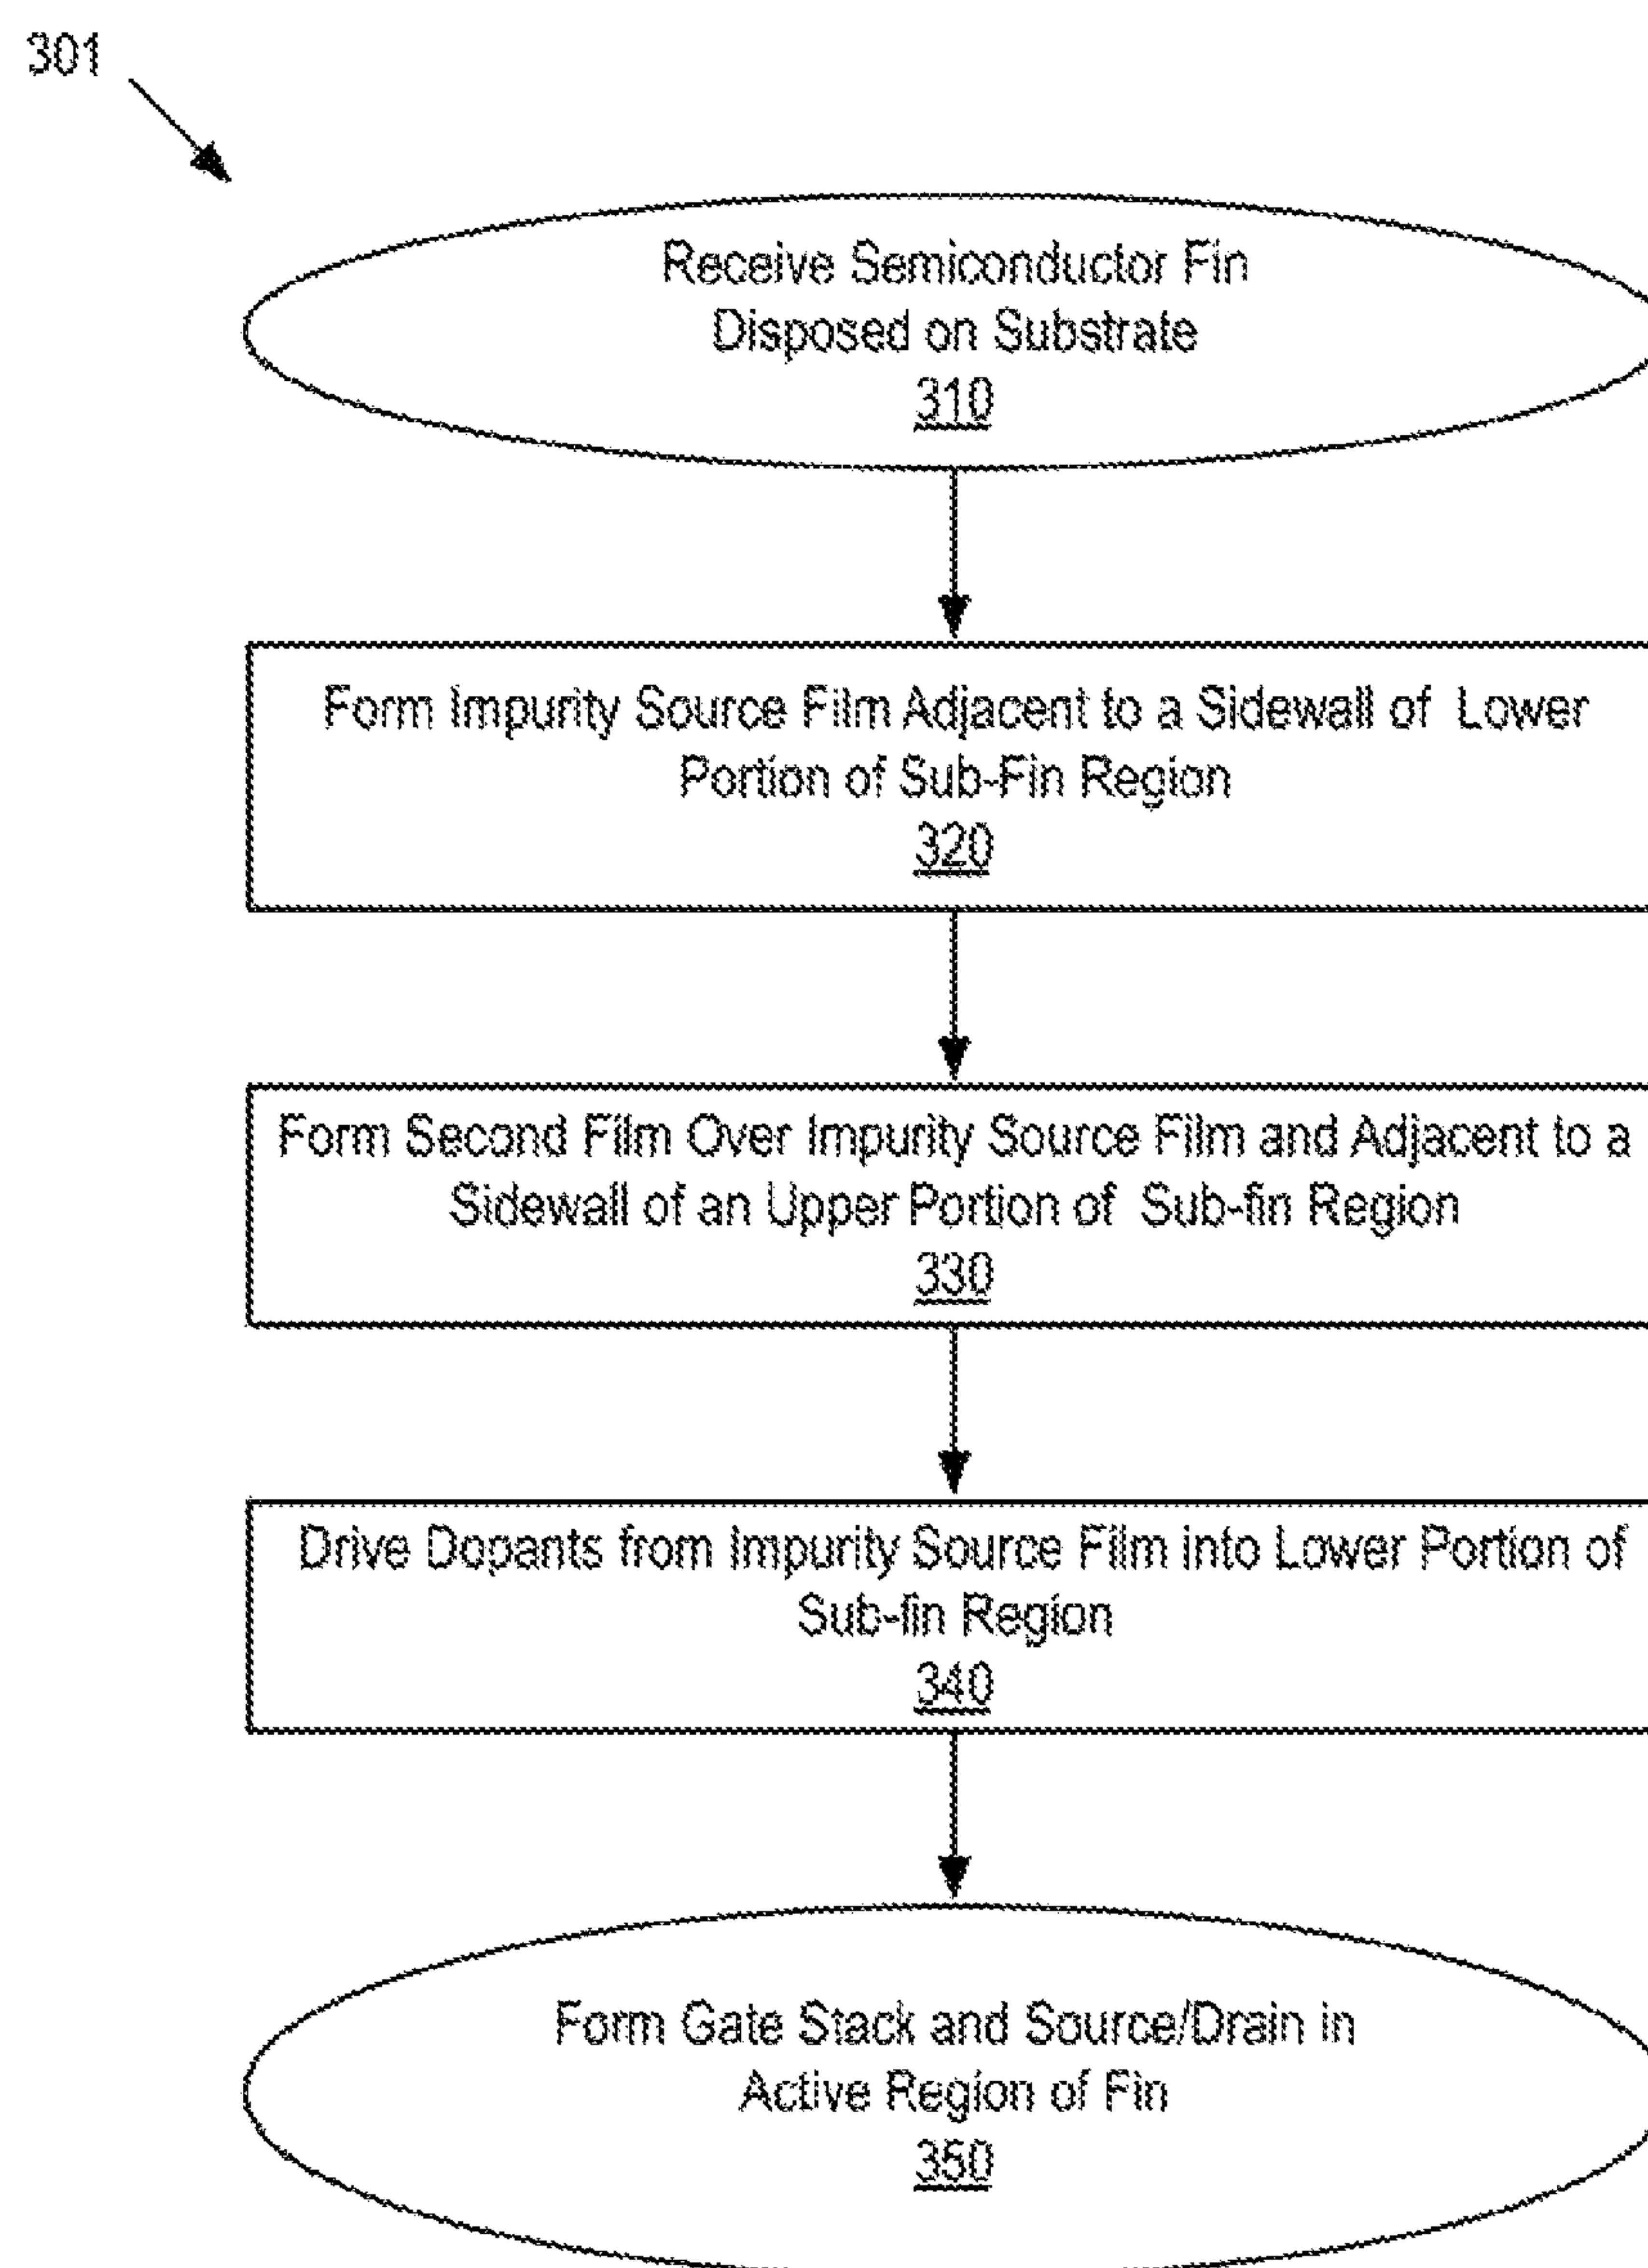 301
Receive Semiconductor Fin
Disposed on Substrate
310
Form Impurity Source Film Adjacent to a Sidewall of Lower
Portion of Sub-Fin Region
320
Form Second Film Over Impurity Source Film and Adjacent to a
Sidewall of an Upper Portion of Sub-fin Region
330
Drive Dopants from Impurity Source Film into Lower Portion of
Sub-fin Region
340
Form Gate Stack and Source/Drain in
Active Region of Fin
350